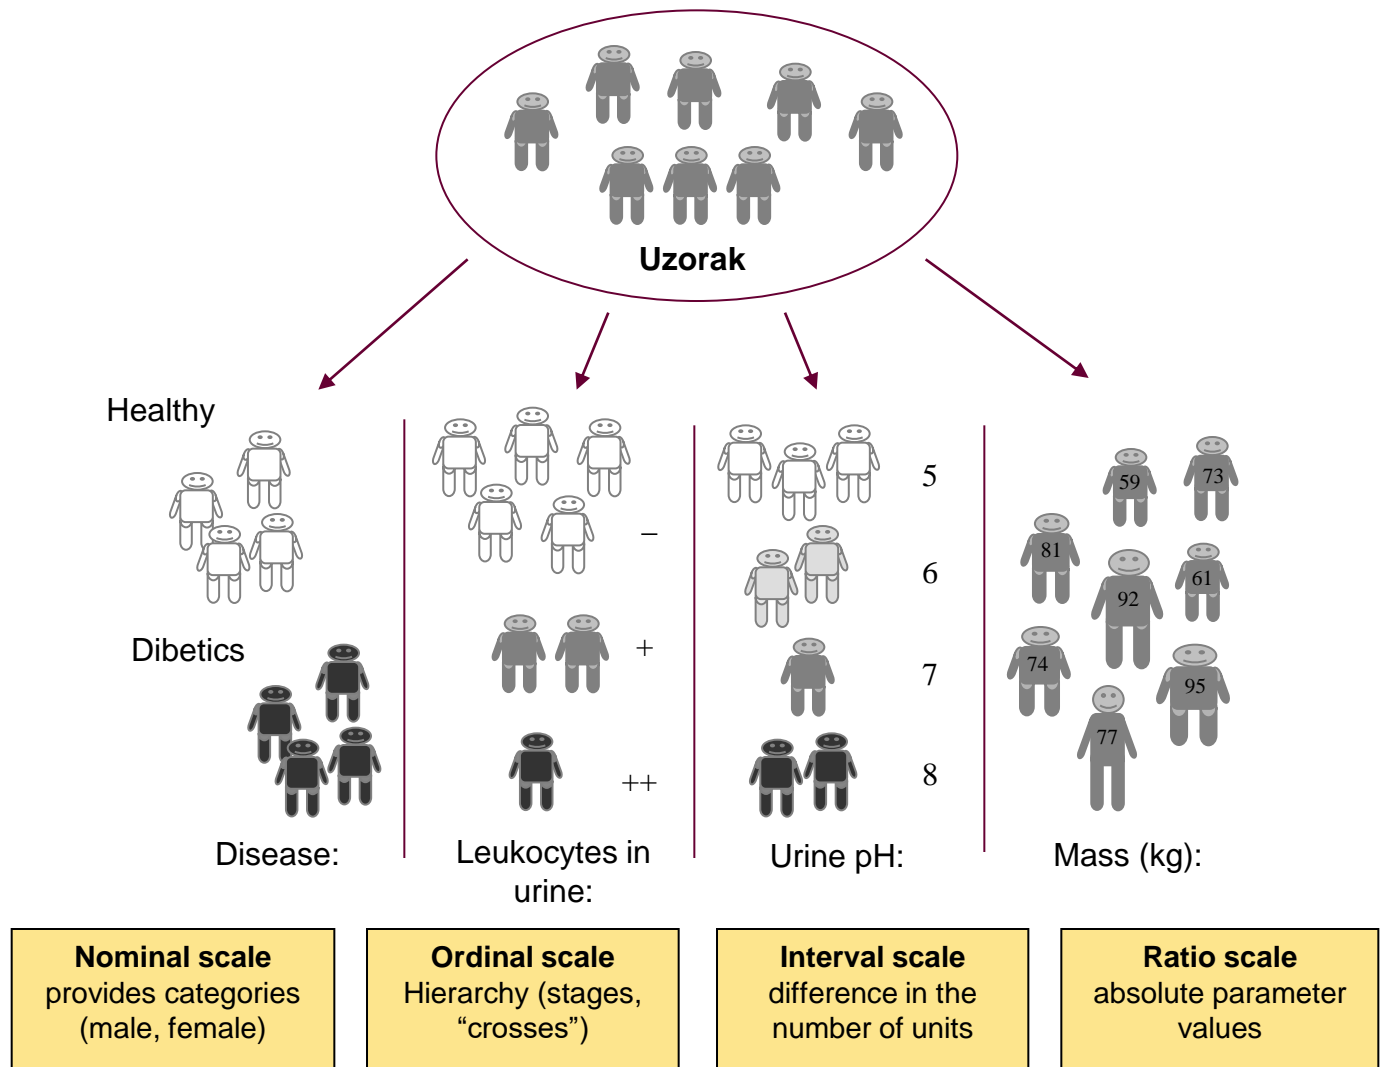 Uzorak
Healthy
Dibetics
–
+
++
5
6
7
8
59
73
81
92
61
74
95
77
Disease:
Leukocytes in
urine:
Urine pH:
Mass (kg):
Nominal scale
provides categories
(male, female)
Ordinal scale
Hierarchy (stages,
“crosses”)
Interval scale
difference in the
number of units
Ratio scale
absolute parameter
values